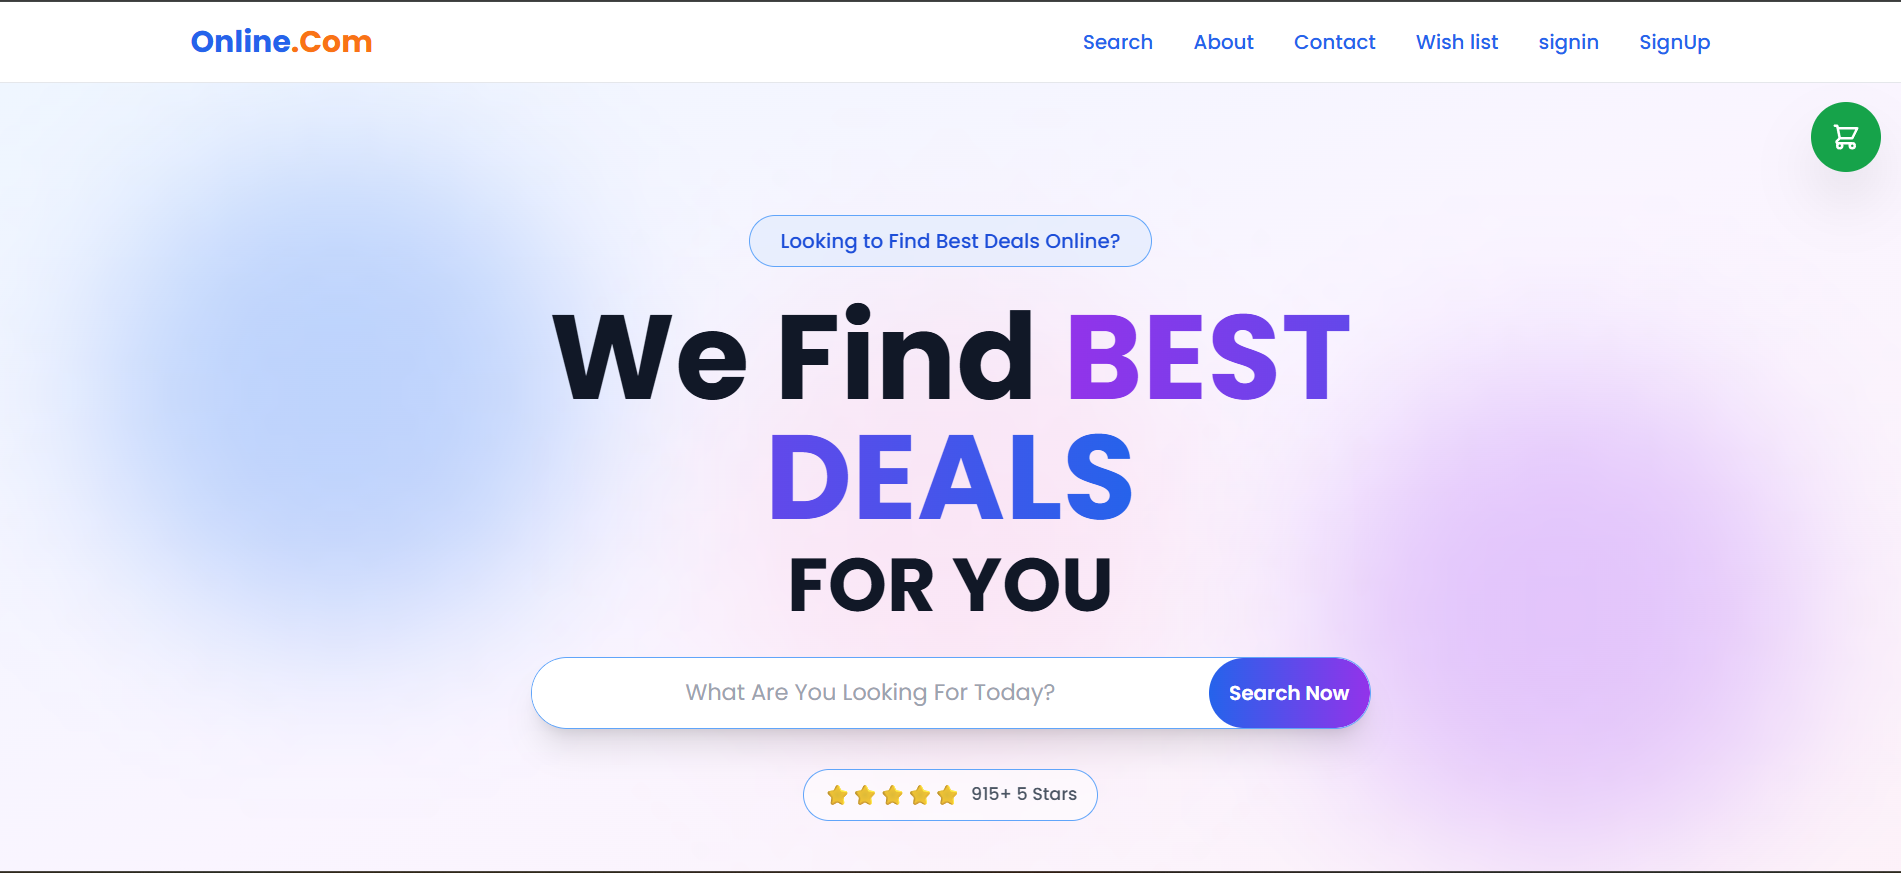 Online.Com
Search
About
Contact
Wish list
signin
SignUp
Looking to Find Best Deals Online?
We Find BEST
DEALS
FOR YOU
What Are You Looking For Today?
Search Now
915+ 5 Stars